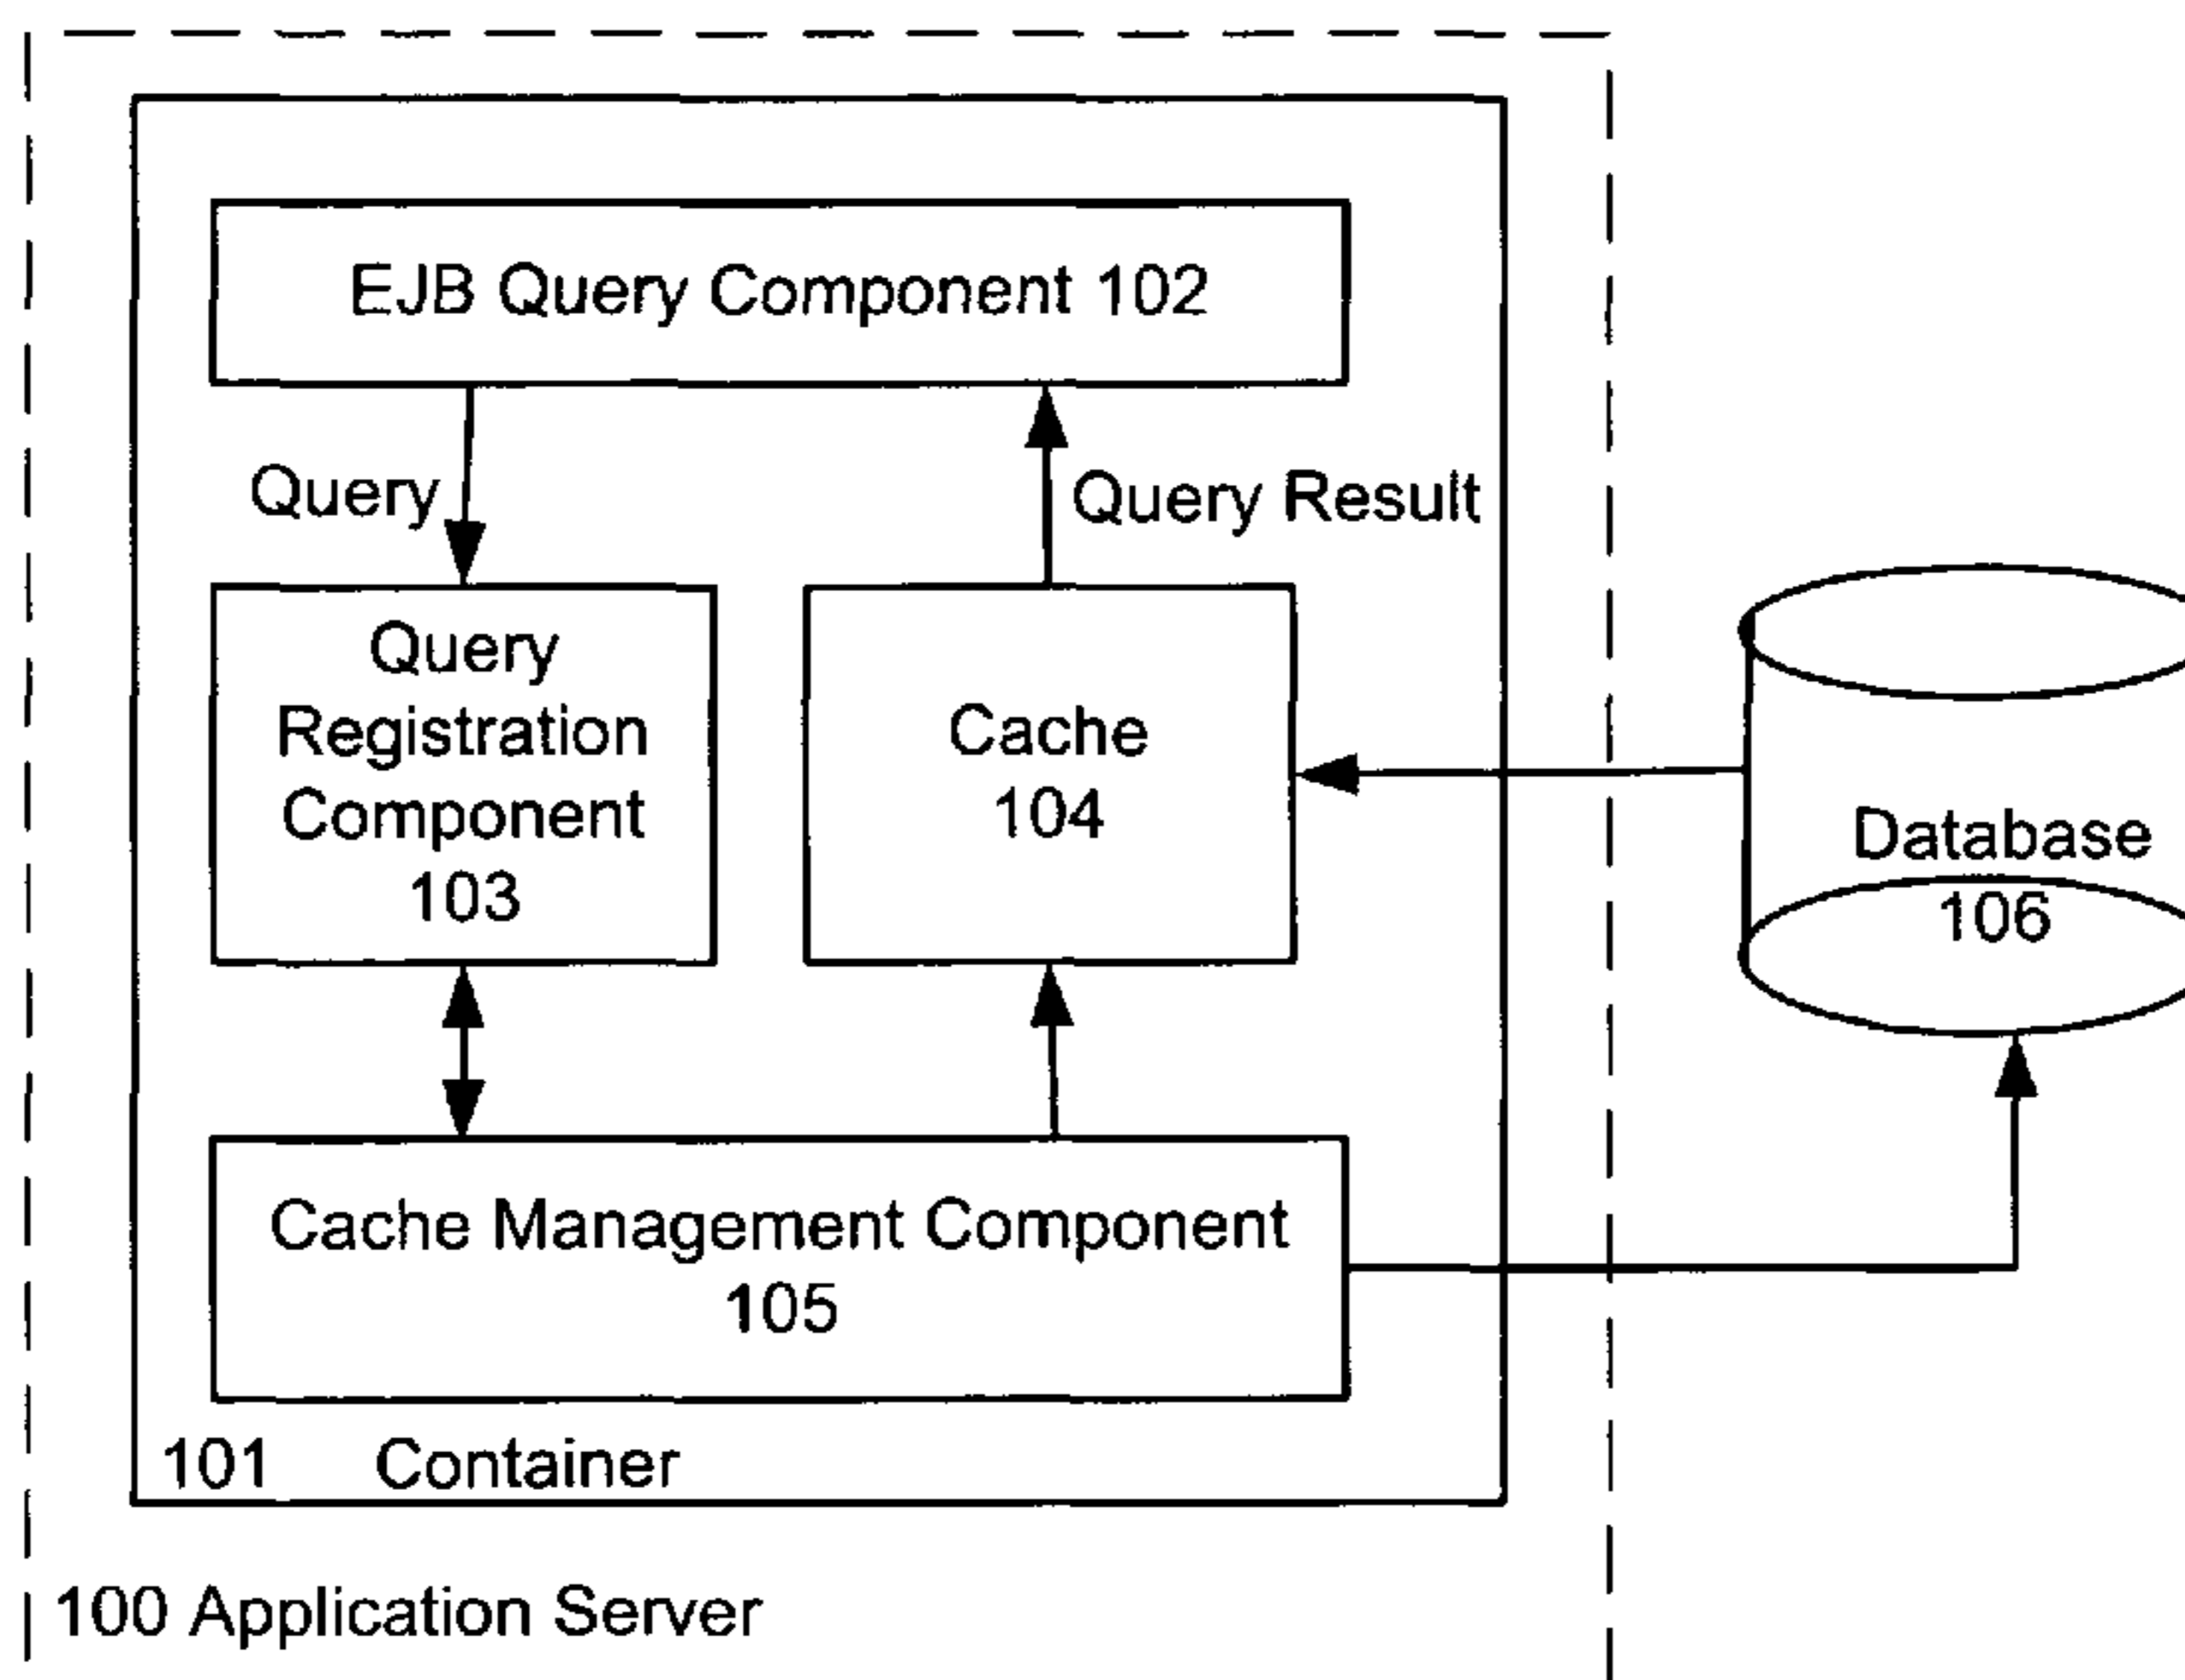 EJB Query Component 102
Query
Query Result
Query
Registration
Component
103
Cache
104
Database
106
Cache Management Component
105
101 Container
100 Application Server